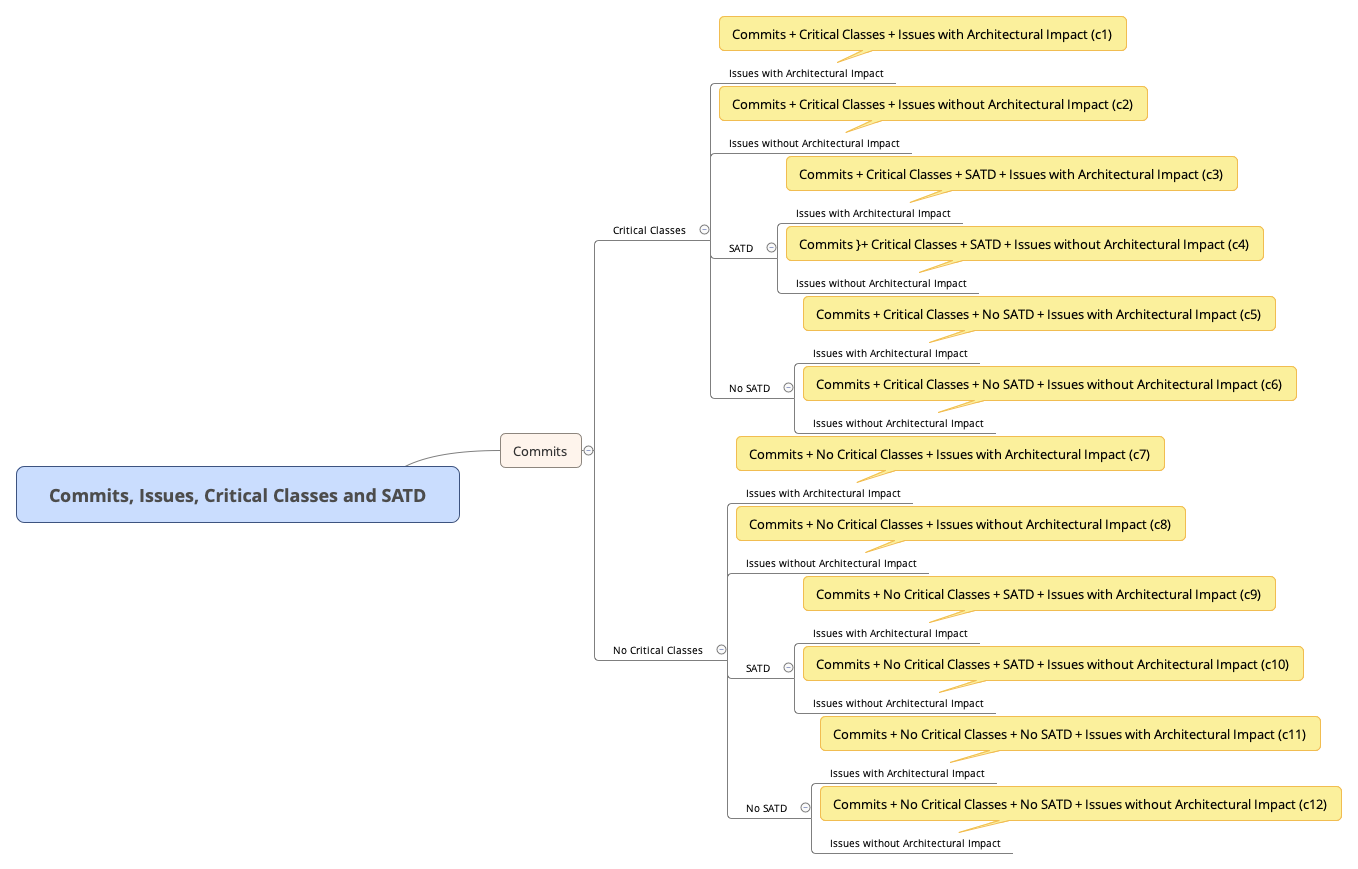 Commits + Critical Classes + Issues with Architectural Impact (c1)
Issues with Architectural Impact
Commits + Critical Classes + Issues without Architectural Impact (c2)
Issues without Architectural Impact
Commits + Critical Classes + SATD + Issues with Architectural Impact (c3)
Issues with Architectural Impact
Critical Classes
SATD
Commits }+ Critical Classes + SATD + Issues without Architectural Impact (c4)
Issues without Architectural Impact
Commits + Critical Classes + No SATD + Issues with Architectural Impact (c5)
Issues with Architectural Impact
No SATD
Commits + Critical Classes + No SATD + Issues without Architectural Impact (c6)
Issues without Architectural Impact
Commits
Commits, Issues, Critical Classes and SATD
Commits + No Critical Classes + Issues with Architectural Impact (c7)
Issues with Architectural Impact
Commits + No Critical Classes + Issues without Architectural Impact (c8)
Issues without Architectural Impact
Commits + No Critical Classes + SATD + Issues with Architectural Impact (c9)
Issues with Architectural Impact
No Critical Classes
SATD
Commits + No Critical Classes + SATD + Issues without Architectural Impact (c10)
Issues without Architectural Impact
Commits + No Critical Classes + No SATD + Issues with Architectural Impact (c11)
Issues with Architectural Impact
No SATD
Commits + No Critical Classes + No SATD + Issues without Architectural Impact (c12)
Issues without Architectural Impact